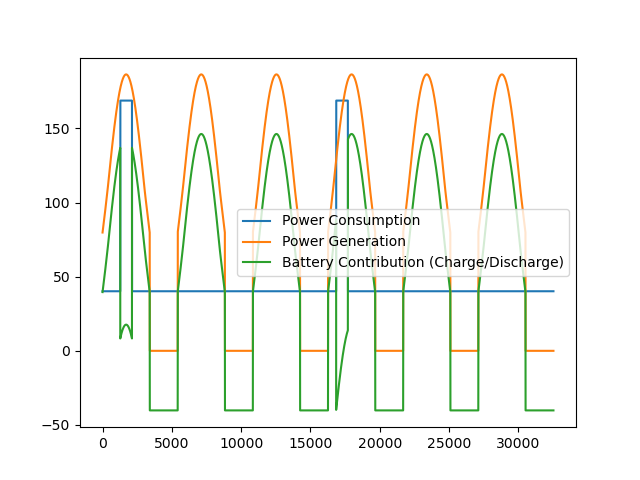 150
100
50
0
−50
Power Consumption
Power Generation
Battery Contribution (Charge/Discharge)
0 5000 10000 15000 20000 25000 30000